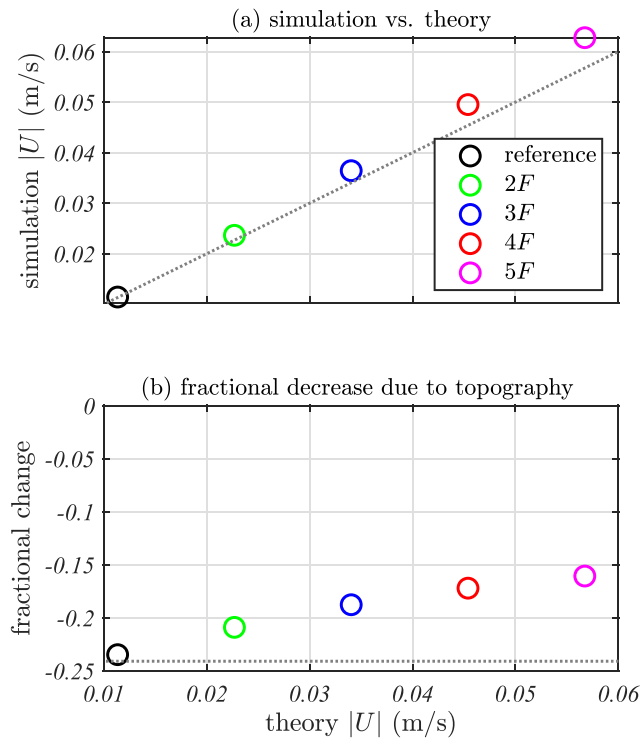 (a) simulation vs. theory
simulation |U| (m/s)
0.06
0.05
0.04
0.03
0.02
reference
2F
3F
4F
5F
(b) fractional decrease due to topography
fractional change
0
-0.05
-0.1
-0.15
-0.2
-0.25
0.01 0.02 0.03 0.04 0.05 0.06
theory |U| (m/s)